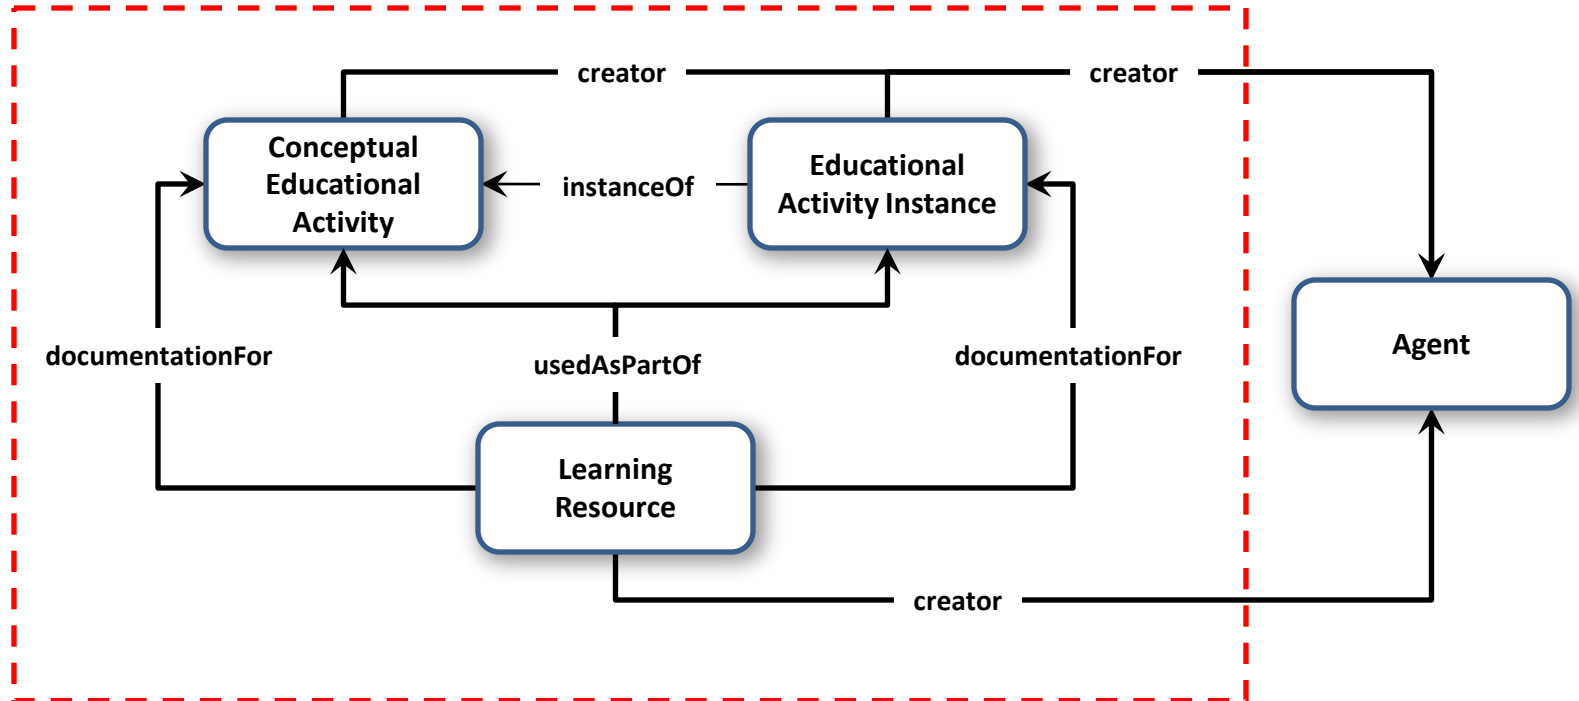 creator
creator
Conceptual
Educational
Activity
instanceOf
Educational
Activity Instance
documentationFor
usedAsPartOf
documentationFor
Agent
Learning
Resource
creator